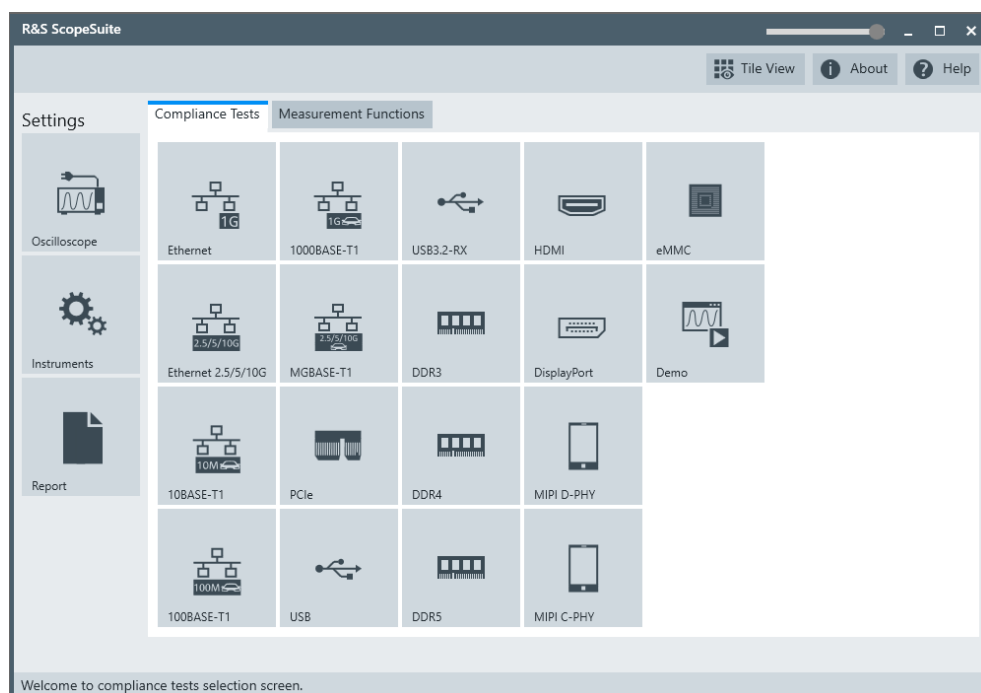 R&S ScopeSuite
Tile View
About
Help
Settings
Compliance Tests
Measurement Functions
Oscilloscope
Instruments
Report
1G
Ethernet
1G
1000BASE-T1
USB3.2-RX
HDMI
eMMC
2.5/5/10G
Ethernet 2.5/5/10G
2.5/5/10G
MGBASE-T1
DDR3
DisplayPort
Demo
10M
10BASE-T1
PCIe
DDR4
MIPI D-PHY
100M
100BASE-T1
USB
DDR5
MIPI C-PHY
Welcome to compliance tests selection screen.